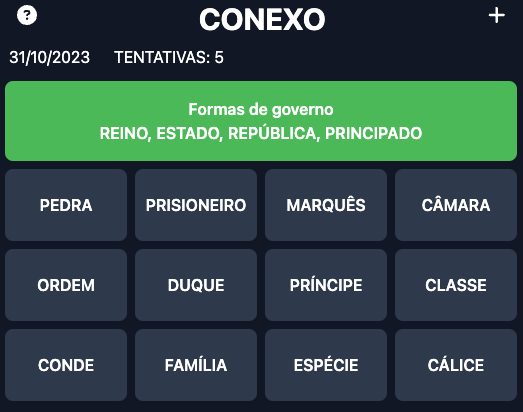 ?
CONEXO
+
31/10/2023 TENTATIVAS: 5
Formas de governo
REINO, ESTADO, REPÚBLICA, PRINCIPADO
PEDRA PRISIONEIRO MARQUÊS CÂMARA
ORDEM DUQUE PRÍNCIPE CLASSE
CONDE FAMÍLIA ESPÉCIE CÁLICE